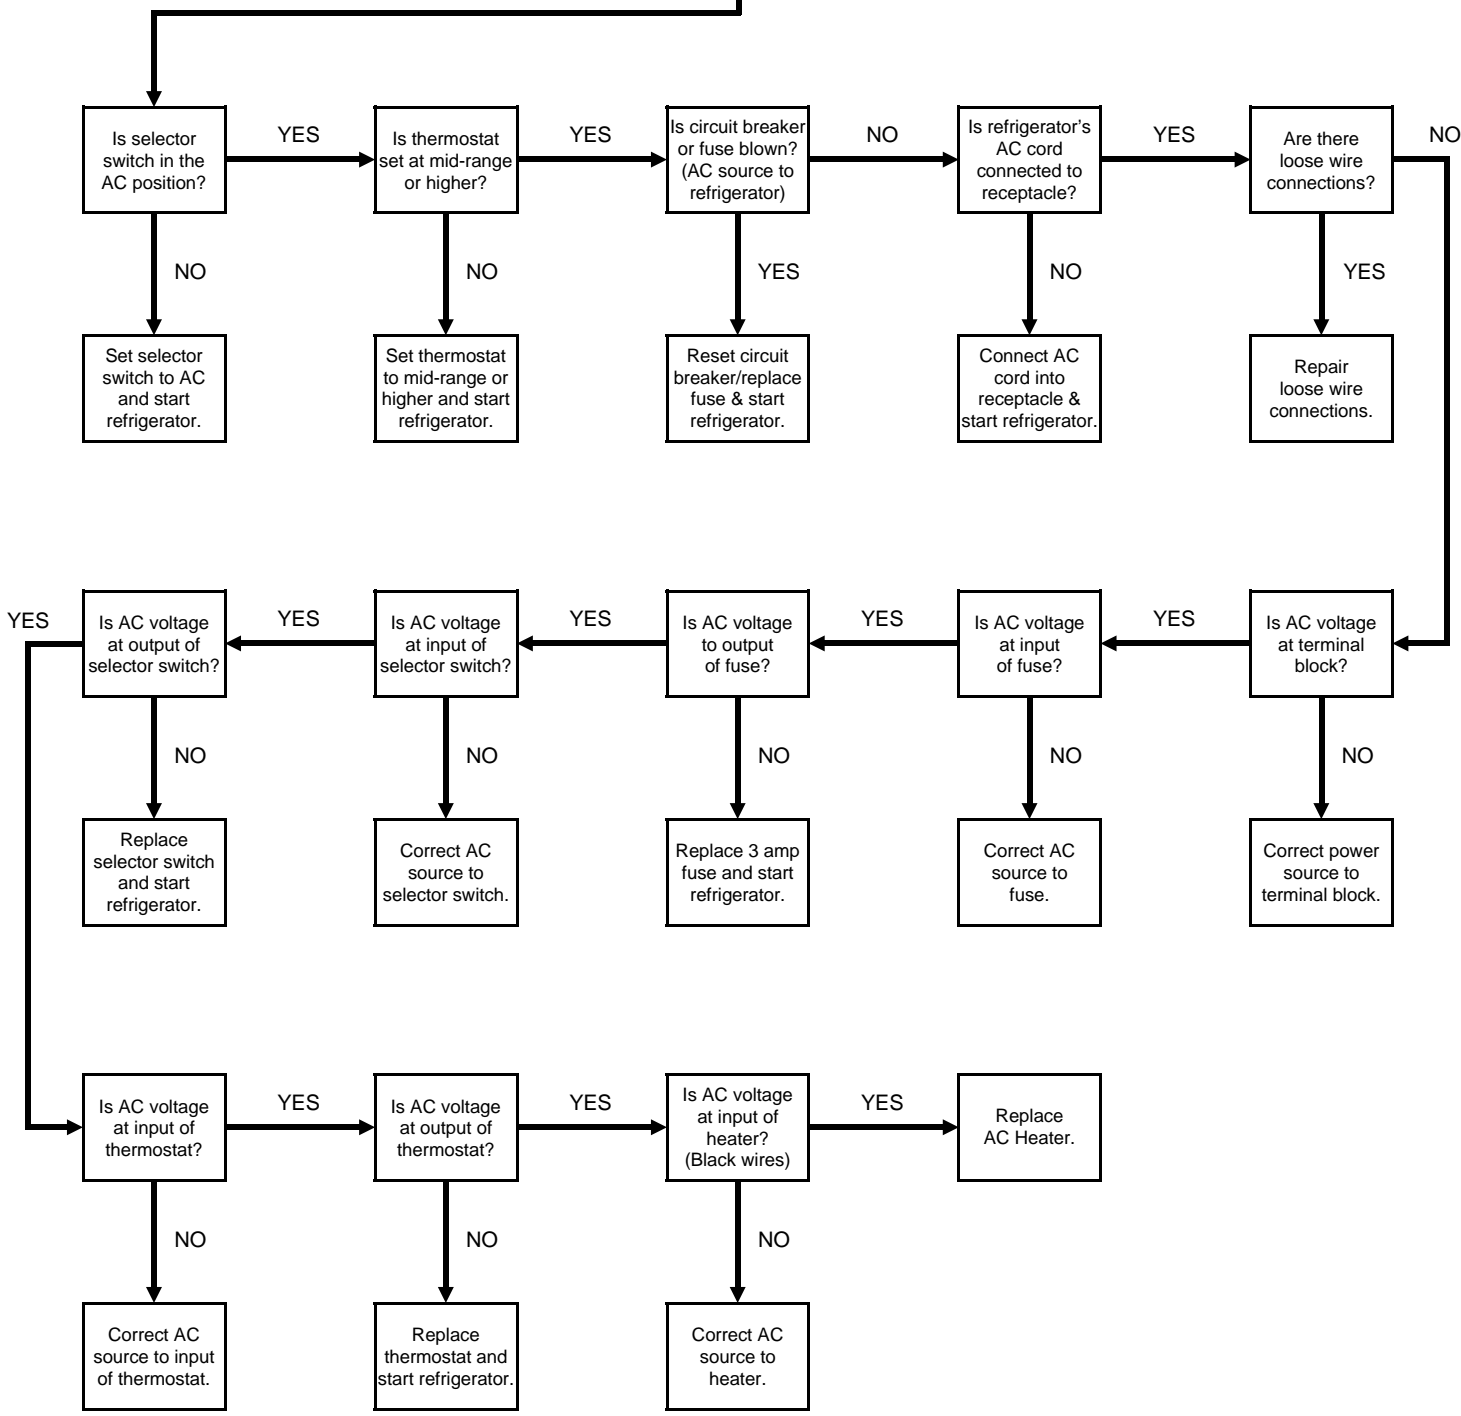 Is selector
switch in the
AC position?
YES
Is thermostat
set at mid-range
or higher?
YES
Is circuit breaker
or fuse blown?
(AC source to
refrigerator)
NO
Is refrigerator's
AC cord
connected to
receptacle?
YES
Are there
loose wire
connections?
NO
NO
NO
YES
NO
YES
Set selector
switch to AC
and start
refrigerator.
Set thermostat
to mid-range or
higher and start
refrigerator.
Reset circuit
breaker/replace
fuse & start
refrigerator.
Connect AC
cord into
receptacle &
start refrigerator.
Repair
loose wire
connections.
YES
Is AC voltage
at output of
selector switch?
YES
Is AC voltage
at input of
selector switch?
YES
Is AC voltage
to output
of fuse?
YES
Is AC voltage
at input
of fuse?
YES
Is AC voltage
at terminal
block?
NO
NO
NO
NO
NO
Replace
selector switch
and start
refrigerator.
Correct AC
source to
selector switch.
Replace 3 amp
fuse and start
refrigerator.
Correct AC
source to
fuse.
Correct power
source to
terminal block.
Is AC voltage
at input of
thermostat?
YES
Is AC voltage
at output of
thermostat?
YES
Is AC voltage
at input of
heater?
(Black wires)
YES
Replace
AC Heater.
NO
NO
NO
Correct AC
source to input
of thermostat.
Replace
thermostat and
start refrigerator.
Correct AC
source to
heater.